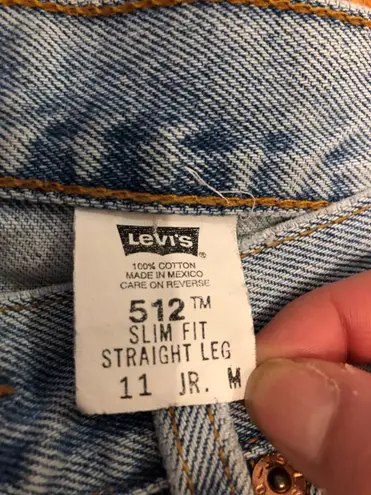 Levi's ®
100% COTTON
MADE IN MEXICO
CARE ON REVERSE
512™
SLIM FIT
STRAIGHT LEG
11 JR. M